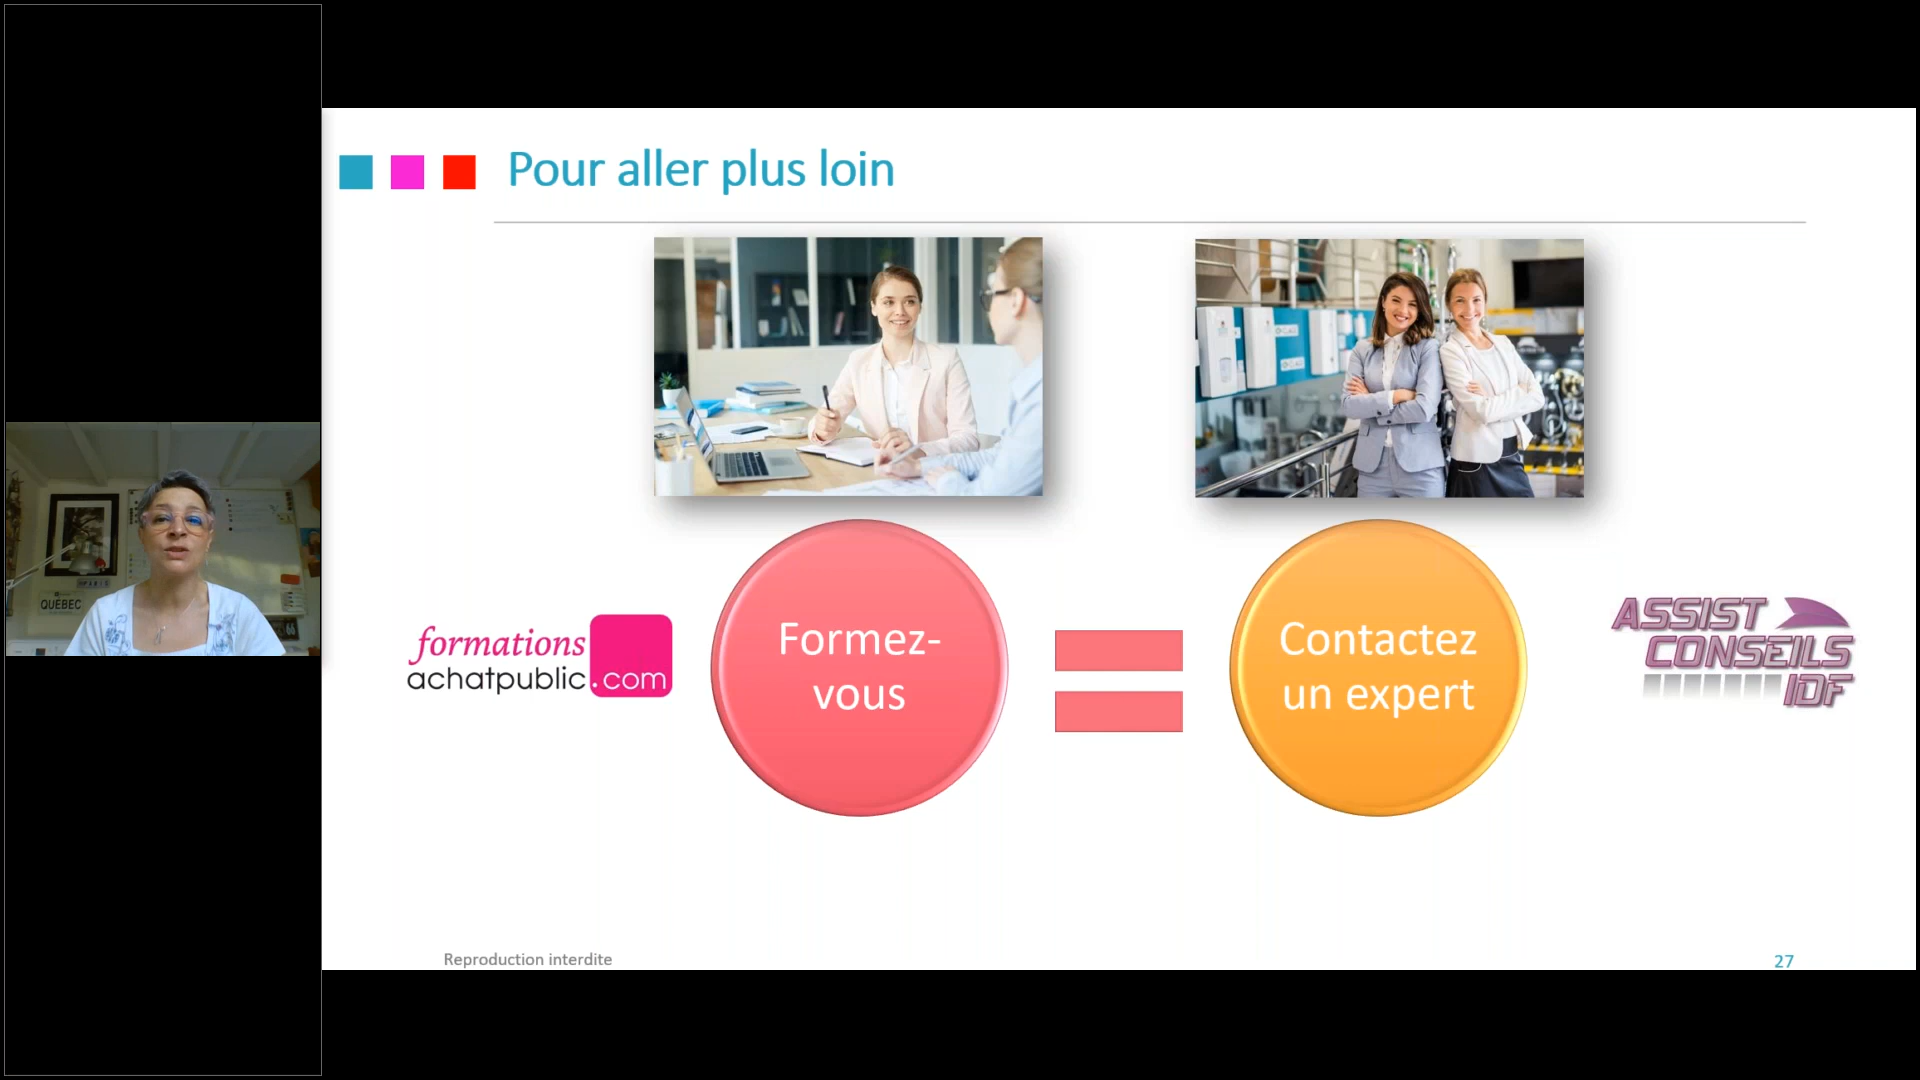 Pour aller plus loin
QUÉBEC
formations
achatpublic.com
Formez-
vous
Contactez
un expert
ASSIST
CONSEILS
IDF
Reproduction interdite
27